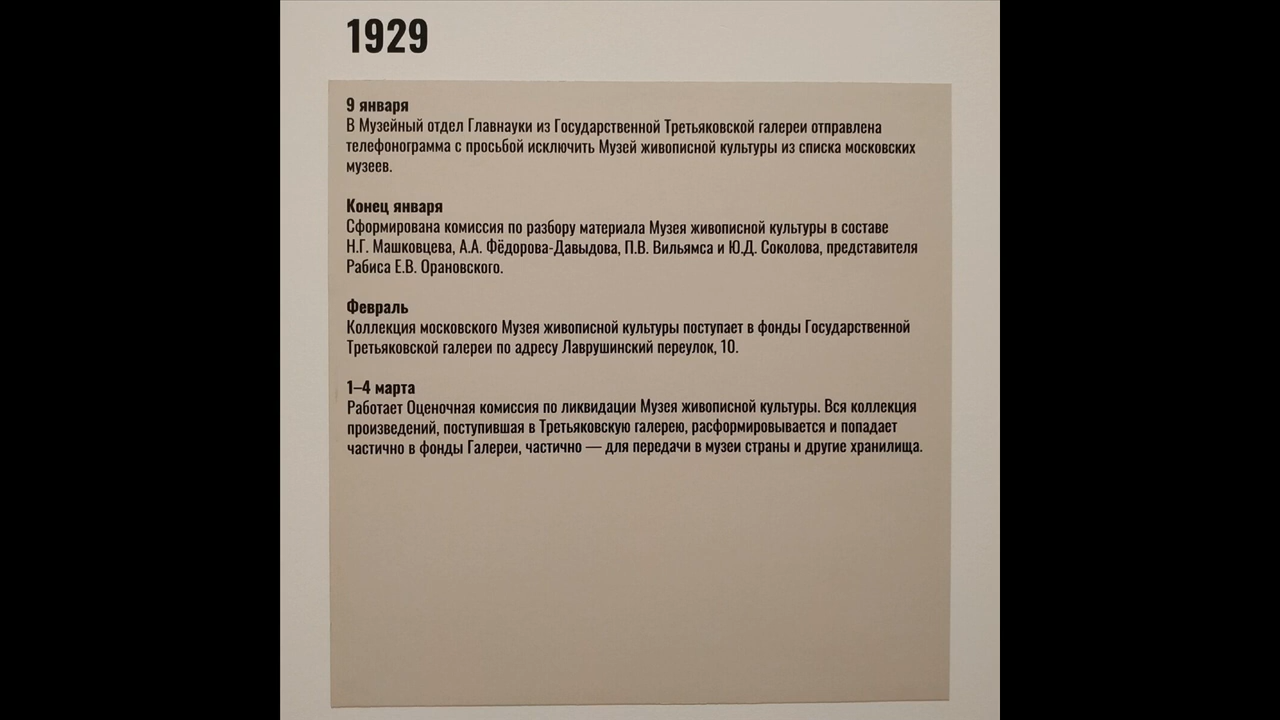 1929
9 января
В Музейный отдел Главнауки из Государственной Третьяковской галереи отправлена
телефонограмма с просьбой исключить Музей живописной культуры из списка московских
музеев.
Конец января
Сформирована комиссия по разбору материала Музея живописной культуры в составе
Н.Г. Машковцева, А.А. Фёдорова-Давыдова, П.В. Вильямса и Ю.Д. Соколова, представителя
Рабиса Е.В. Орановского.
Февраль
Коллекция московского Музея живописной культуры поступает в фонды Государственной
Третьяковской галереи по адресу Лаврушинский переулок, 10.
1–4 марта
Работает Оценочная комиссия по ликвидации Музея живописной культуры. Вся коллекция
произведений, поступившая в Третьяковскую галерею, расформировывается и попадает
частично в фонды Галереи, частично — для передачи в музеи страны и другие хранилища.